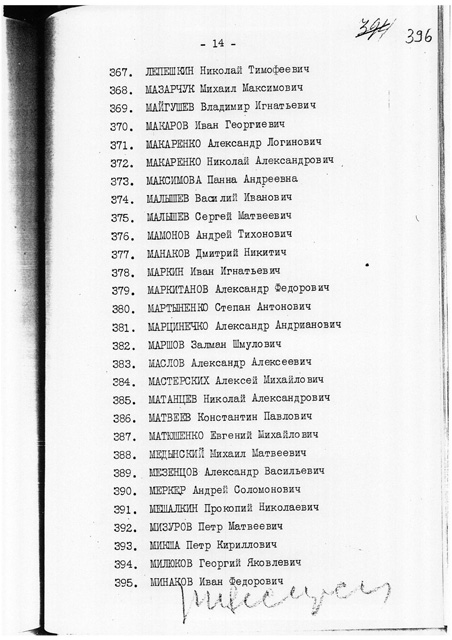 394 396
- 14 -
367. ЛЕПЕШКИН Николай Тимофеевич
368. МАЗАРЧУК Михаил Максимович
369. МАЙГУШЕВ Владимир Игнатьевич
370. МАКАРОВ Иван Георгиевич
371. МАКАРЕНКО Александр Логинович
372. МАКАРЕНКО Николай Александрович
373. МАКСИМОВА Панна Андреевна
374. МАЛЫШЕВ Василий Иванович
375. МАЛЫШЕВ Сергей Матвеевич
376. МАМОНОВ Андрей Тихонович
377. МАНАКОВ Дмитрий Никитич
378. МАРКИН Иван Игнатьевич
379. МАРКИТАНОВ Александр Федорович
380. МАРТЫНЕНКО Степан Антонович
381. МАРЦИНЕЧКО Александр Андрианович
382. МАРШОВ Залман Шмулович
383. МАСЛОВ Александр Алексеевич
384. МАСТЕРСКИХ Алексей Михайлович
385. МАТАНЦЕВ Николай Александрович
386. МАТВЕЕВ Константин Павлович
387. МАТЮШЕНКО Евгений Михайлович
388. МЕДЫНСКИЙ Михаил Матвеевич
389. МЕЗЕНЦОВ Александр Васильевич
390. МЕРКЕР Андрей Соломонович
391. МЕШАЛКИН Прокопий Николаевич
392. МИЗУРОВ Петр Матвеевич
393. МИКША Петр Кириллович
394. МИЛЮКОВ Георгий Яковлевич
395. МИНАКОВ Иван Федорович